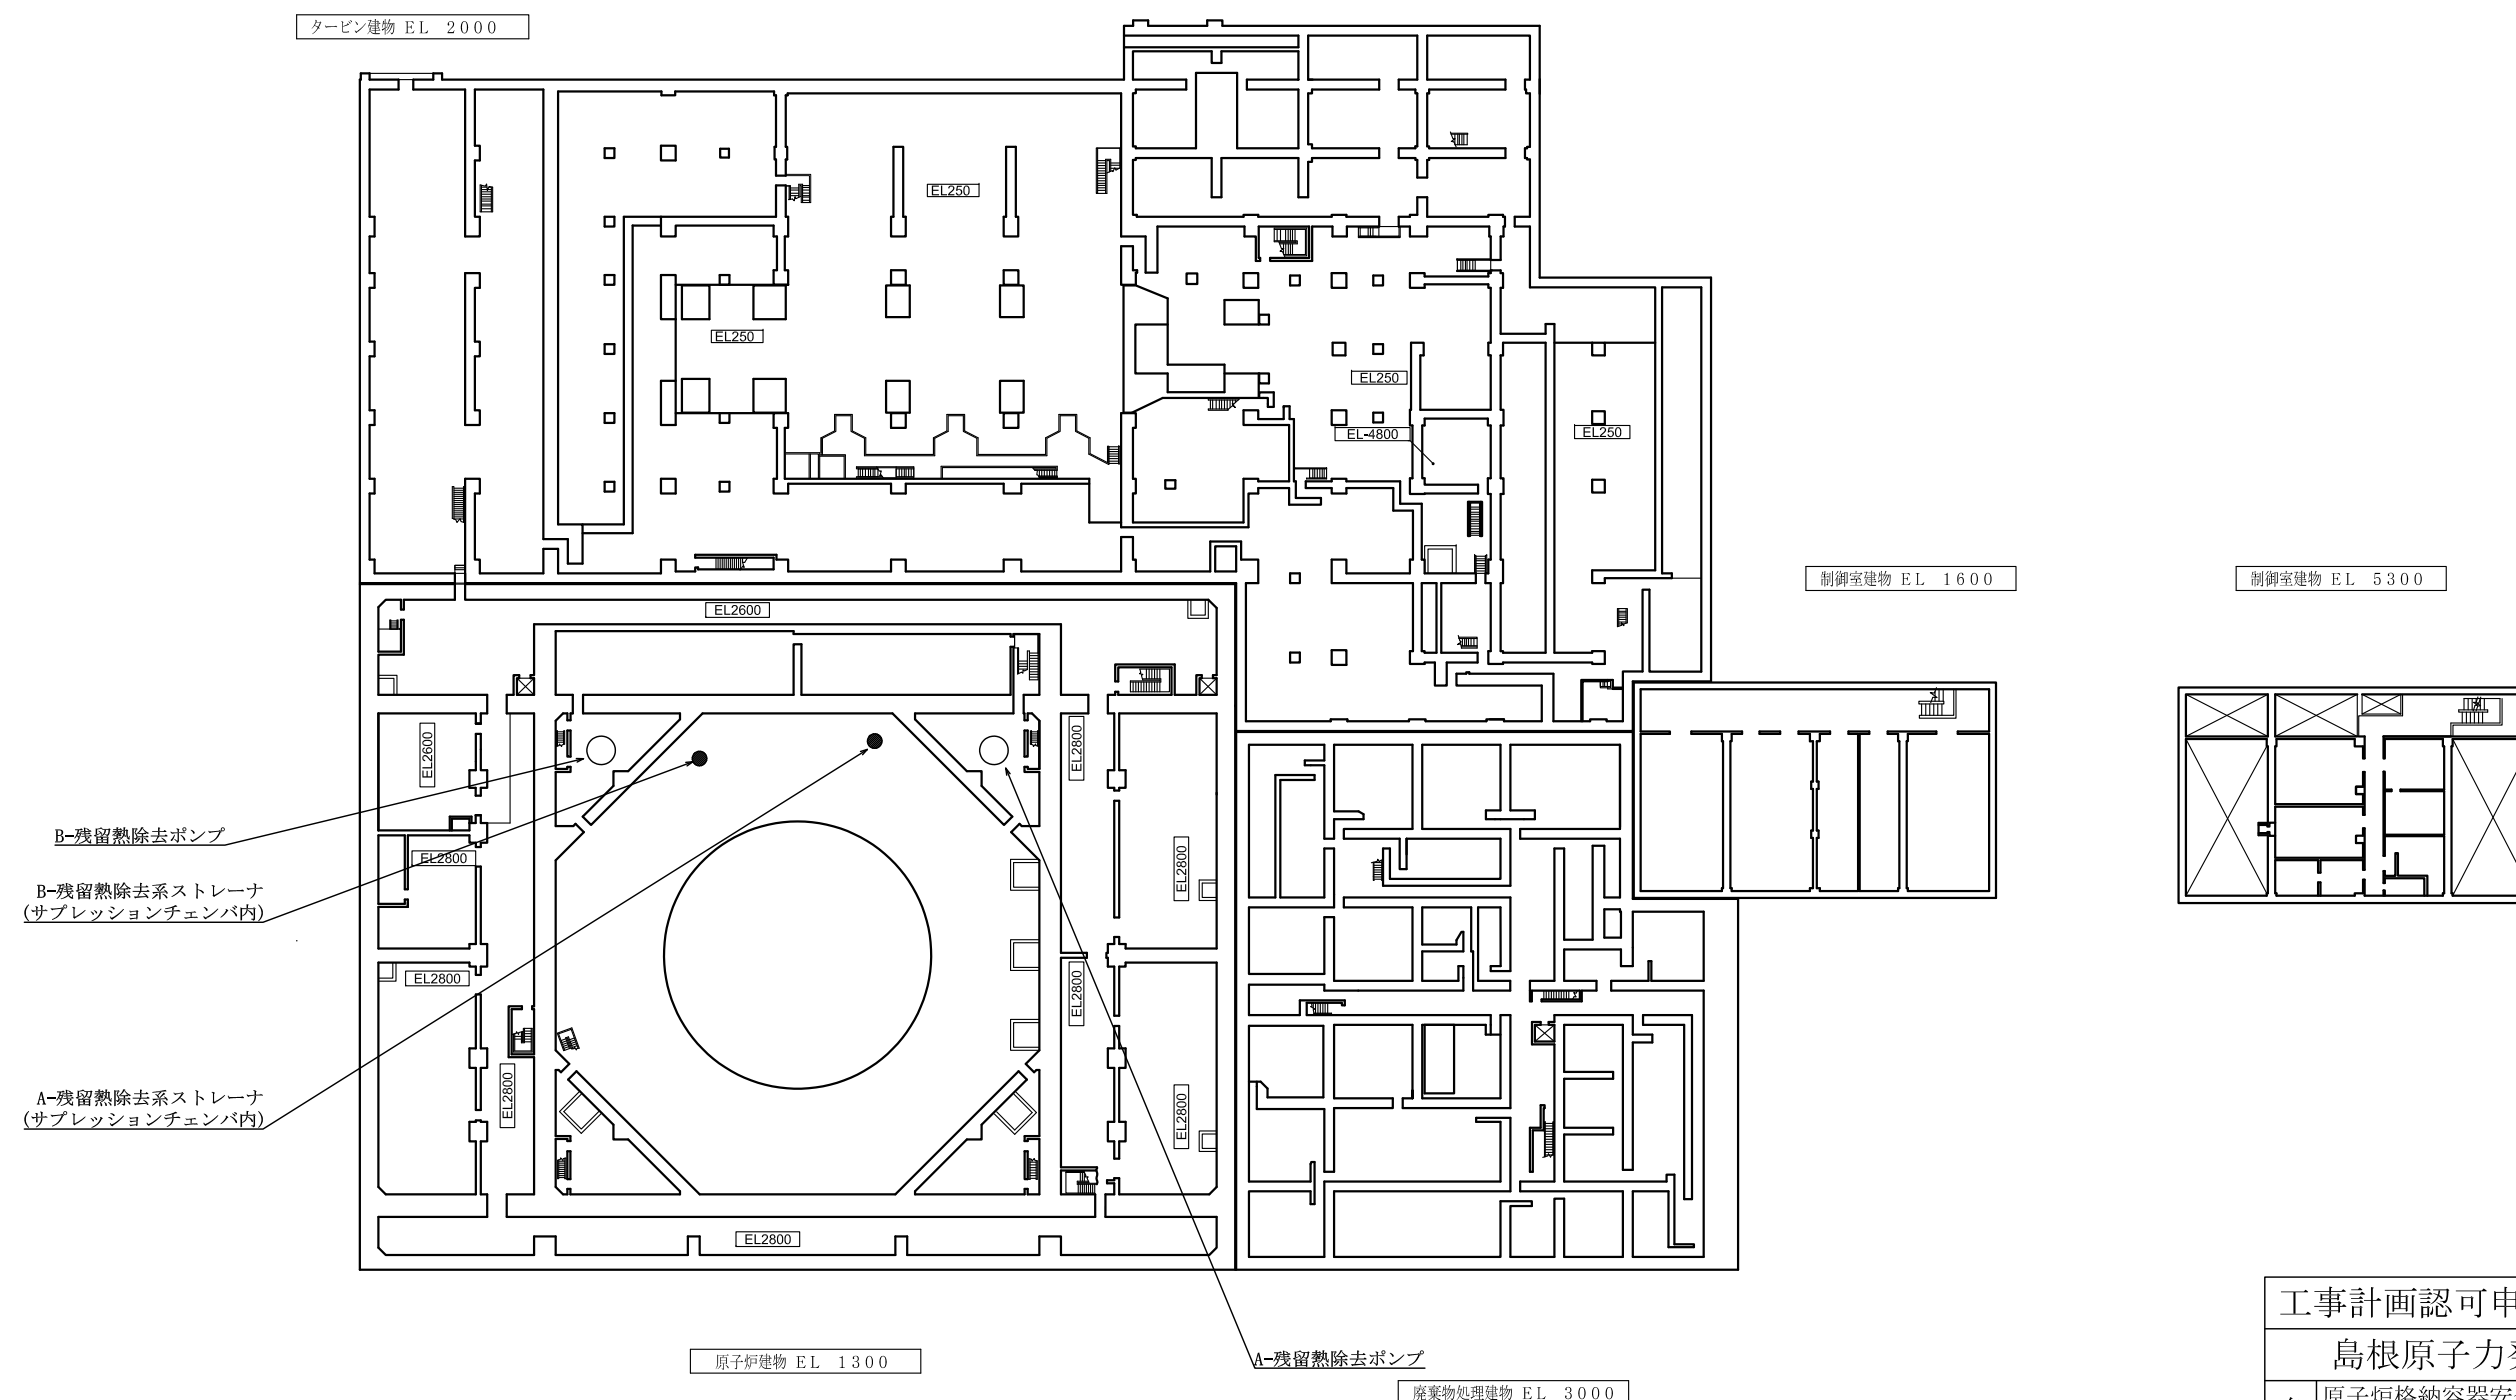 タービン建物 EL 2000
EL250
EL250
EL250
EL-4800
EL250
制御室建物 EL 1600
制御室建物 EL 5300
EL2600
EL2600
EL2800
B-残留熱除去ポンプ
EL2800
EL2800
B-残留熱除去系ストレーナ
(サプレッションチェンバ内)
EL2800
EL2800
EL2800
A-残留熱除去系ストレーナ
(サプレッションチェンバ内)
EL2800
EL2800
工事計画認可申
島根原子力発
A-残留熱除去ポンプ
原子炉建物 EL 1300
廃棄物処理建物 EL 3000
原子炉格納容器安